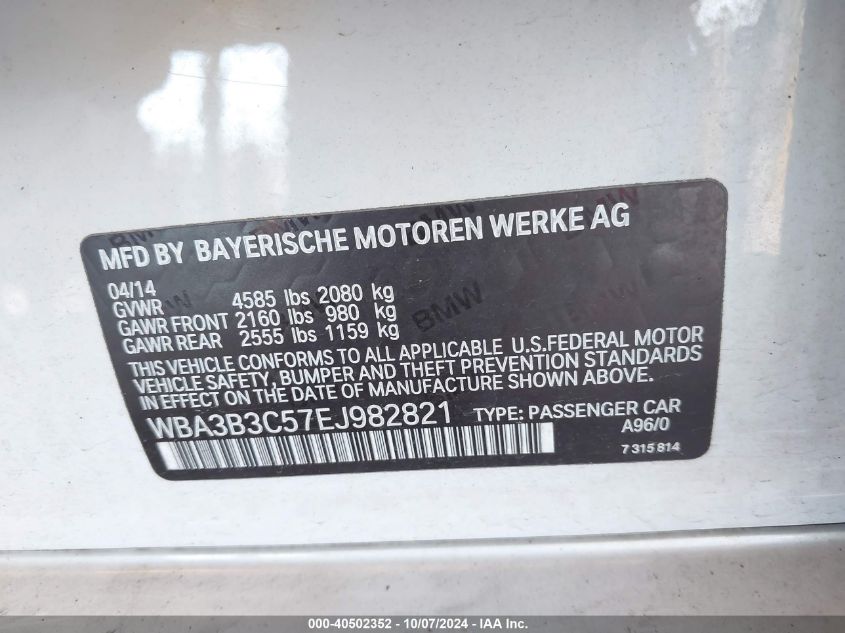 MFD BY BAYERISCHE MOTOREN WERKE AG
04/14
GVWR 4585 lbs 2080 kg
GAWR FRONT 2160 lbs 980 kg
GAWR REAR 2555 lbs 1159 kg
THIS VEHICLE CONFORMS TO ALL APPLICABLE U.S.FEDERAL MOTOR
VEHICLE SAFETY, BUMPER AND THEFT PREVENTION STANDARDS
IN EFFECT ON THE DATE OF MANUFACTURE SHOWN ABOVE.
WBA3B3C57EJ982821 TYPE: PASSENGER CAR
A96/0
7 315 814
BMW
000-40502352 - 10/07/2024 - IAA Inc.